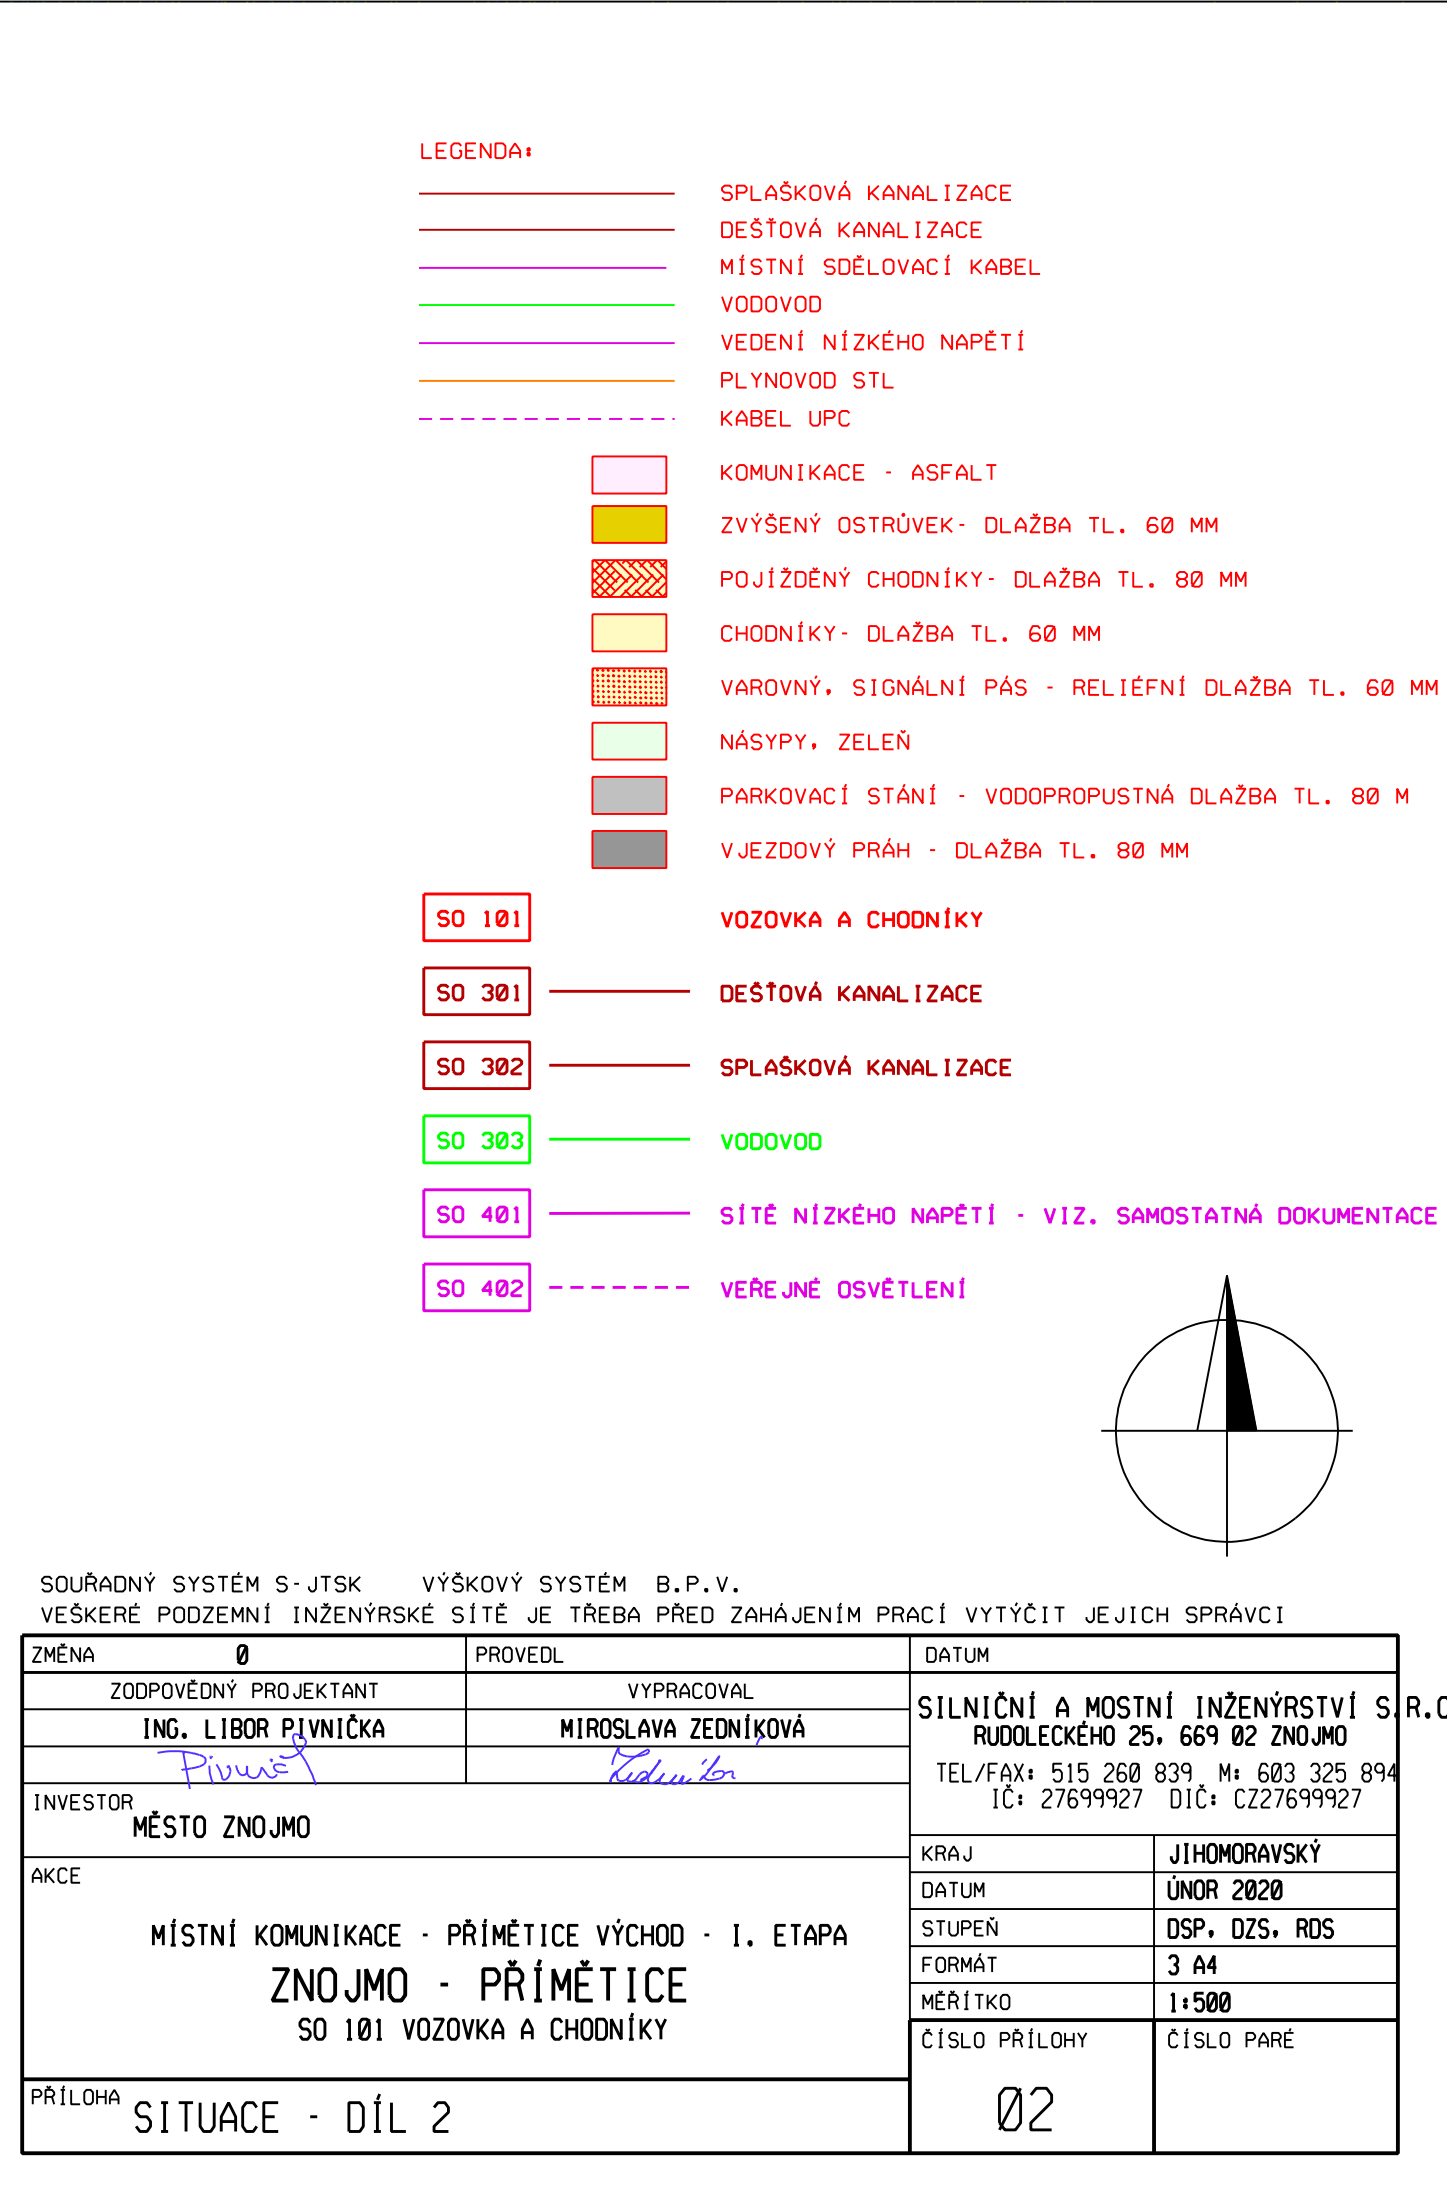 LEGENDA:
SPLAŠKOVÁ KANALIZACE
DEŠŤOVÁ KANALIZACE
MÍSTNÍ SDĚLOVACÍ KABEL
VODOVOD
VEDENÍ NÍZKÉHO NAPĚTÍ
PLYNOVOD STL
KABEL UPC
KOMUNIKACE - ASFALT
ZVÝŠENÝ OSTRŮVEK- DLAŽBA TL. 60 MM
POJÍŽDĚNÝ CHODNÍKY- DLAŽBA TL. 80 MM
CHODNÍKY- DLAŽBA TL. 60 MM
VAROVNÝ, SIGNÁLNÍ PÁS - RELIÉFNÍ DLAŽBA TL. 60 MM
NÁSYPY, ZELEŇ
PARKOVACÍ STÁNÍ - VODOPROPUSTNÁ DLAŽBA TL. 80 M
VJEZDOVÝ PRÁH - DLAŽBA TL. 80 MM
SO 101 VOZOVKA A CHODNÍKY
SO 301 DEŠŤOVÁ KANALIZACE
SO 302 SPLAŠKOVÁ KANALIZACE
SO 303 VODOVOD
SO 401 SÍTĚ NÍZKÉHO NAPĚTÍ - VIZ. SAMOSTATNÁ DOKUMENTACE
SO 402 VEŘEJNÉ OSVĚTLENÍ
SOUŘADNÝ SYSTÉM S-JTSK VÝŠKOVÝ SYSTÉM B.P.V.
VEŠKERÉ PODZEMNÍ INŽENÝRSKÉ SÍTĚ JE TŘEBA PŘED ZAHÁJENÍM PRACÍ VYTÝČIT JEJICH SPRÁVCI
ZMĚNA 0 PROVEDL DATUM
ZODPOVĚDNÝ PROJEKTANT VYPRACOVAL
ING. LIBOR PIVNIČKA MIROSLAVA ZEDNÍKOVÁ
SILNIČNÍ A MOSTNÍ INŽENÝRSTVÍ S.R.O
RUDOLECKÉHO 25, 669 02 ZNOJMO
TEL/FAX: 515 260 839 M: 603 325 894
IČ: 27699927 DIČ: CZ27699927
INVESTOR
MĚSTO ZNOJMO
KRAJ JIHOMORAVSKÝ
DATUM ÚNOR 2020
STUPEŇ DSP, DZS, RDS
FORMÁT 3 A4
MĚŘÍTKO 1:500
AKCE
MÍSTNÍ KOMUNIKACE - PŘÍMĚTICE VÝCHOD - I. ETAPA
ZNOJMO - PŘÍMĚTICE
SO 101 VOZOVKA A CHODNÍKY
ČÍSLO PŘÍLOHY ČÍSLO PARÉ
02
PŘÍLOHA SITUACE - DÍL 2